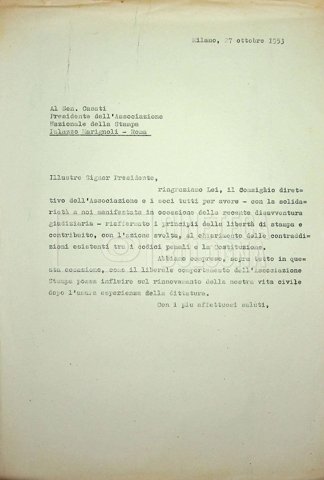 Milano, 27 ottobre 1953
Al Sen. Casati
Presidente dell'Associazione
Nazionale della Stampa
Palazzo Marignoli - Roma
Illustre Signor Presidente,
Ringraziamo Lei, il Consiglio diret=
tivo dell'Associazione e i soci tutti per avere - con la solida=
rietà a noi manifestata in occasione della recente disavventura
giudiziaria - riaffermato i principii della libertà di stampa e
contribuito, con l'azione svolta, al chiarimento delle contraddi=
zioni esistenti tra i codici penali e la Costituzione.
Abbiamo compreso, sopra tutto in que=
sta occasione, come il liberale comportamento dell'Associazione
Stampa possa influire sul rinnovamento della nostra vita civile
dopo l'amara esperienza della dittatura.
Con i più affettuosi saluti,